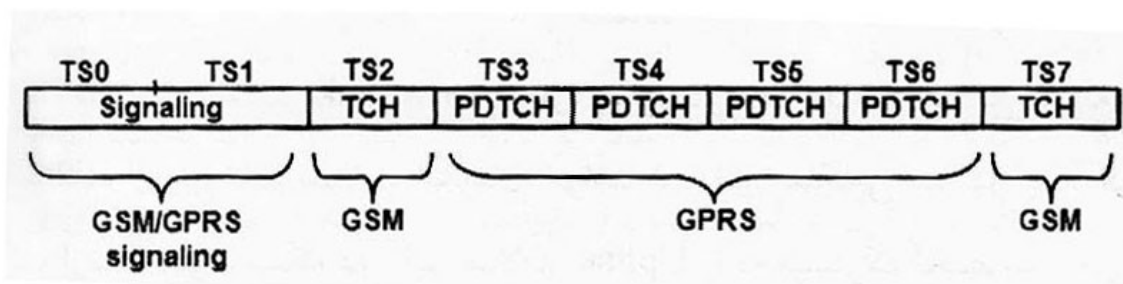 TS0 TS1 TS2 TS3 TS4 TS5 TS6 TS7
Signaling TCH PDTCH PDTCH PDTCH PDTCH TCH
GSM/GPRS GSM GPRS GSM
signaling